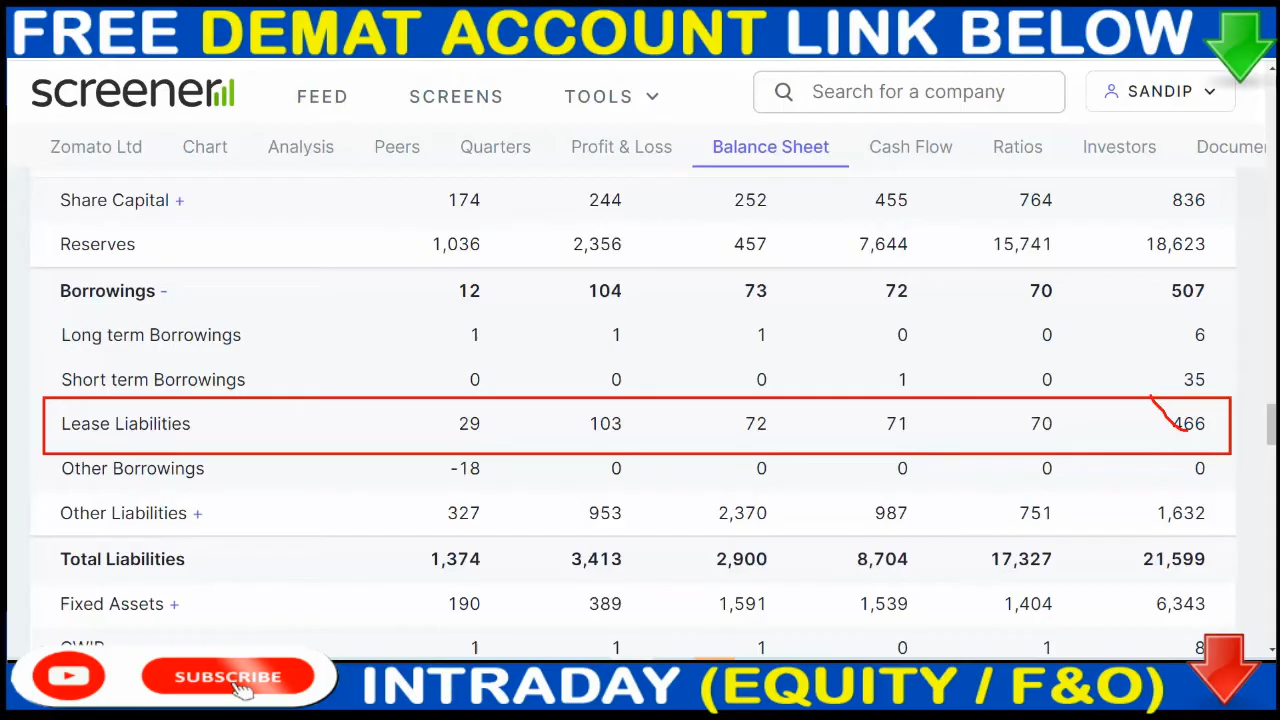 FREE DEMAT ACCOUNT LINK BELOW
screener FEED SCREENS TOOLS Search for a company SANDIP
Zomato Ltd Chart Analysis Peers Quarters Profit & Loss Balance Sheet Cash Flow Ratios Investors Documen
Share Capital + 174 244 252 455 764 836
Reserves 1,036 2,356 457 7,644 15,741 18,623
Borrowings - 12 104 73 72 70 507
Long term Borrowings 1 1 1 0 0 6
Short term Borrowings 0 0 0 1 0 35
Lease Liabilities 29 103 72 71 70 466
Other Borrowings -18 0 0 0 0 0
Other Liabilities + 327 953 2,370 987 751 1,632
Total Liabilities 1,374 3,413 2,900 8,704 17,327 21,599
Fixed Assets + 190 389 1,591 1,539 1,404 6,343
CWIP 1 1 1 0 1 8
SUBSCRIBE
INTRADAY (EQUITY / F&O)